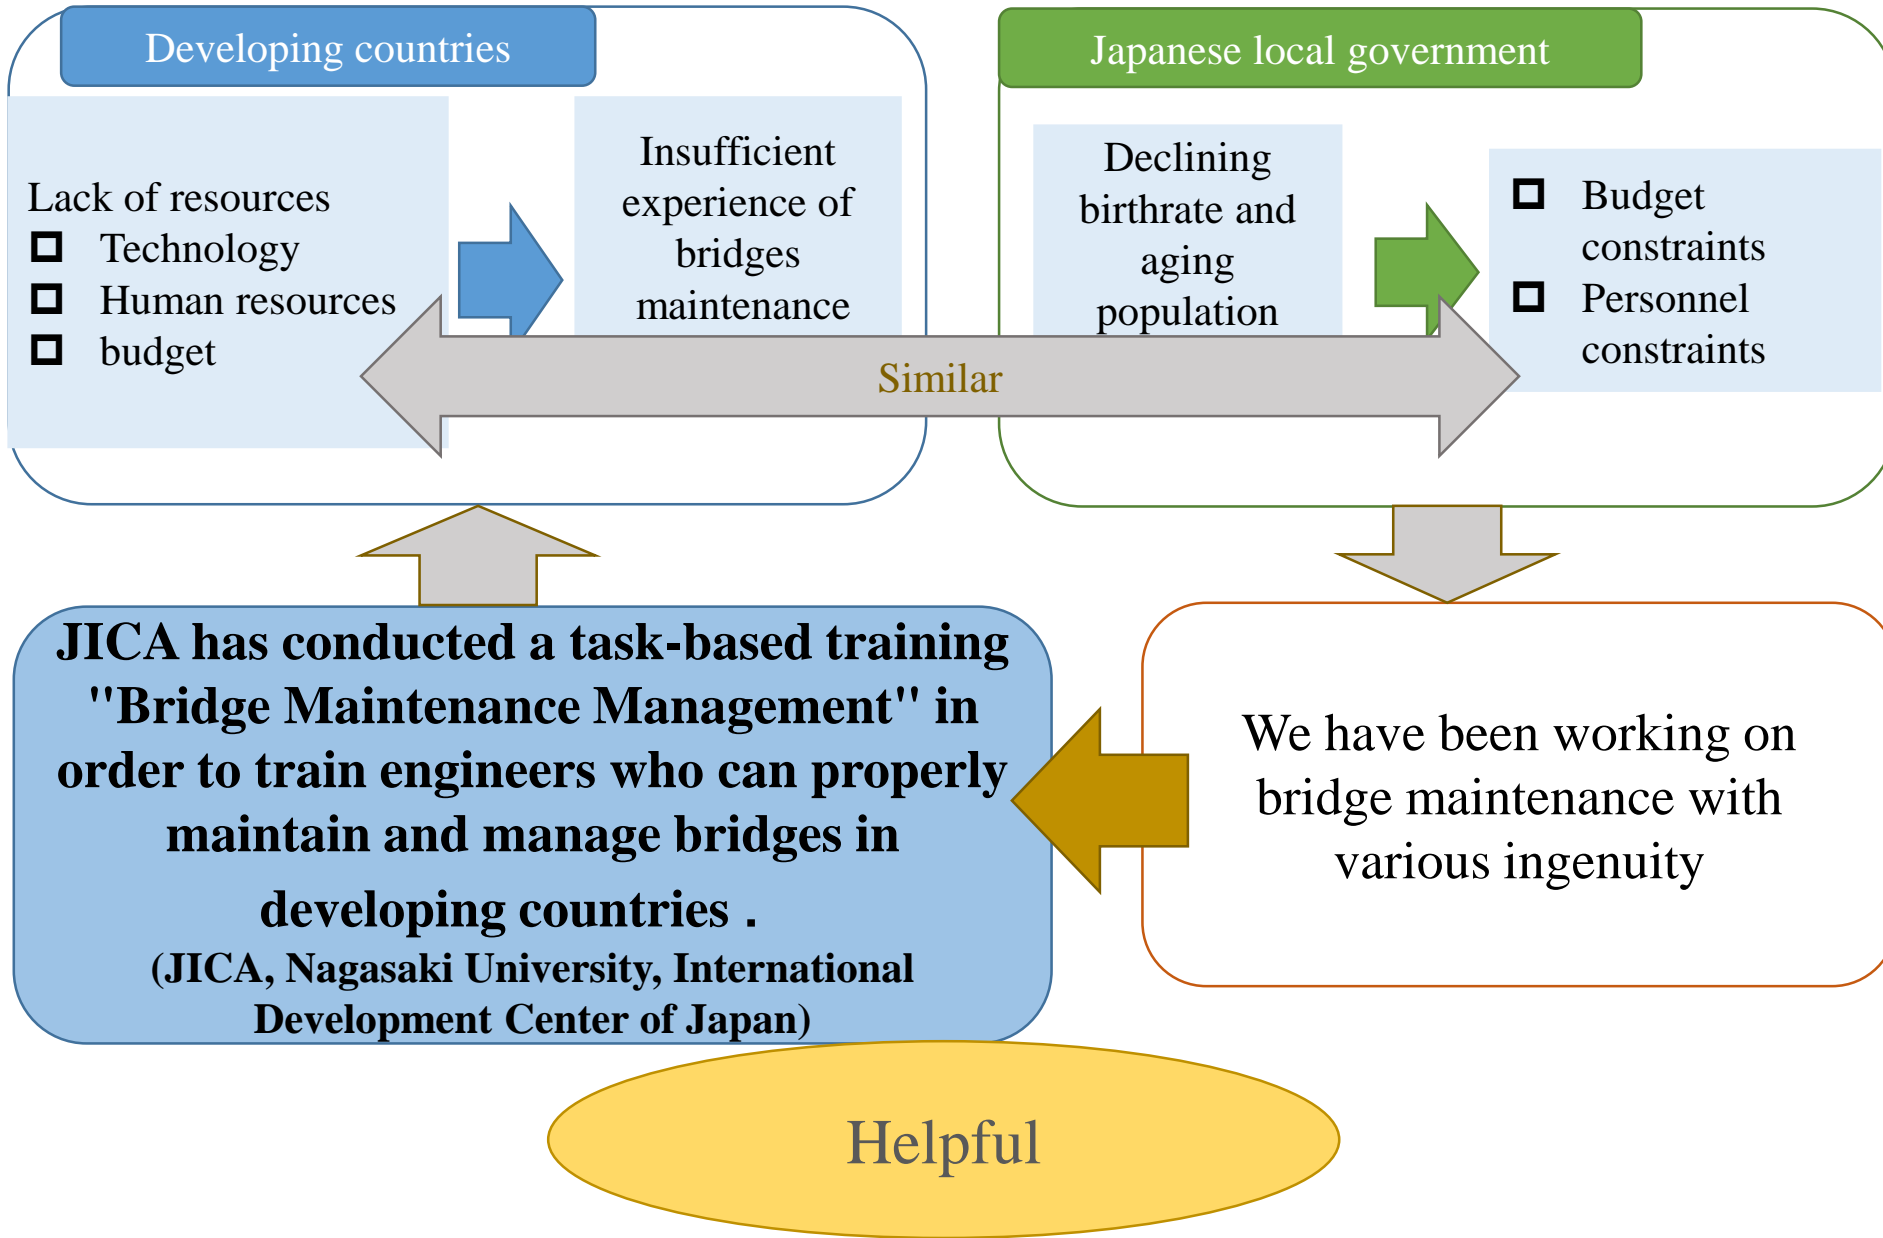 Developing countries
Lack of resources
Technology
Human resources
budget
Insufficient
experience of
bridges
maintenance
Japanese local government
Declining
birthrate and
aging
population
Budget
constraints
Personnel
constraints
Similar
JICA has conducted a task-based training
"Bridge Maintenance Management" in
order to train engineers who can properly
maintain and manage bridges in
developing countries .
(JICA, Nagasaki University, International
Development Center of Japan)
We have been working on
bridge maintenance with
various ingenuity
Helpful